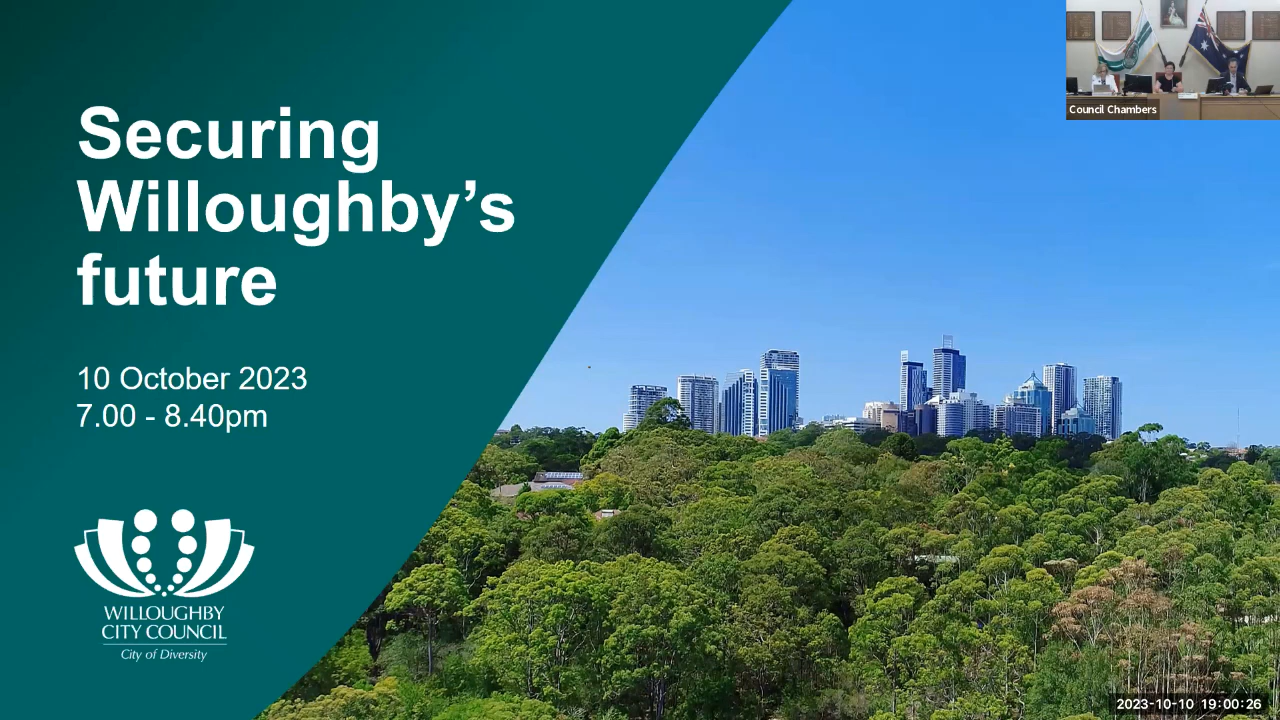 Securing
Willoughby’s
future
10 October 2023
7.00 - 8.40pm
WILLOUGHBY
CITY COUNCIL
City of Diversity
Council Chambers
2023-10-10 19:00:26